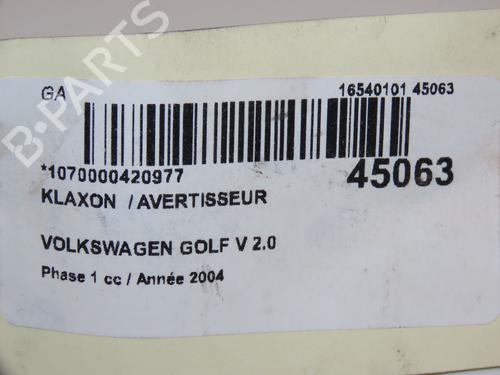 B-PARTS
GA 16540101 45063
*1070000420977 45063
KLAXON / AVERTISSEUR
VOLKSWAGEN GOLF V 2.0
Phase 1 cc / Année 2004